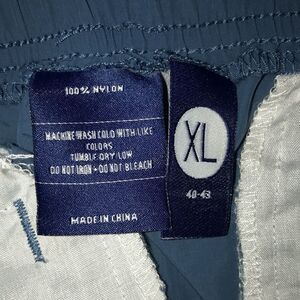 100% NYLON
MACHINE WASH COLD WITH LIKE
COLORS
TUMBLE DRY LOW
DO NOT IRON • DO NOT BLEACH
MADE IN CHINA
XL
40-43